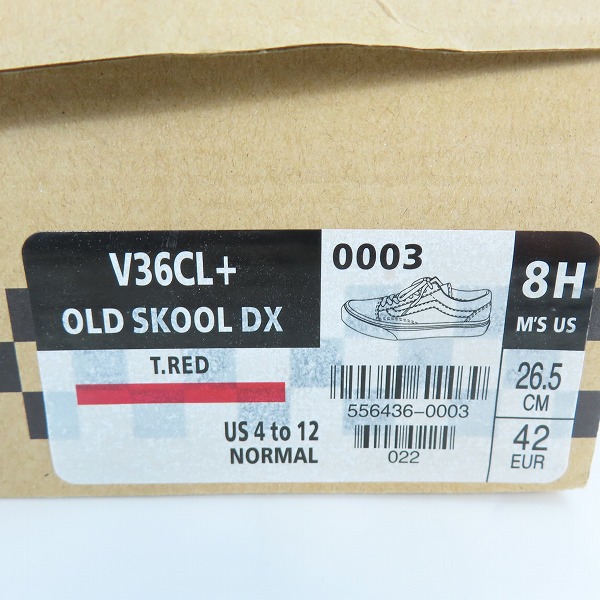 V36CL+
OLD SKOOL DX
T.RED
US 4 to 12
NORMAL
0003
556436-0003
022
8H
M'S US
26.5
CM
42
EUR